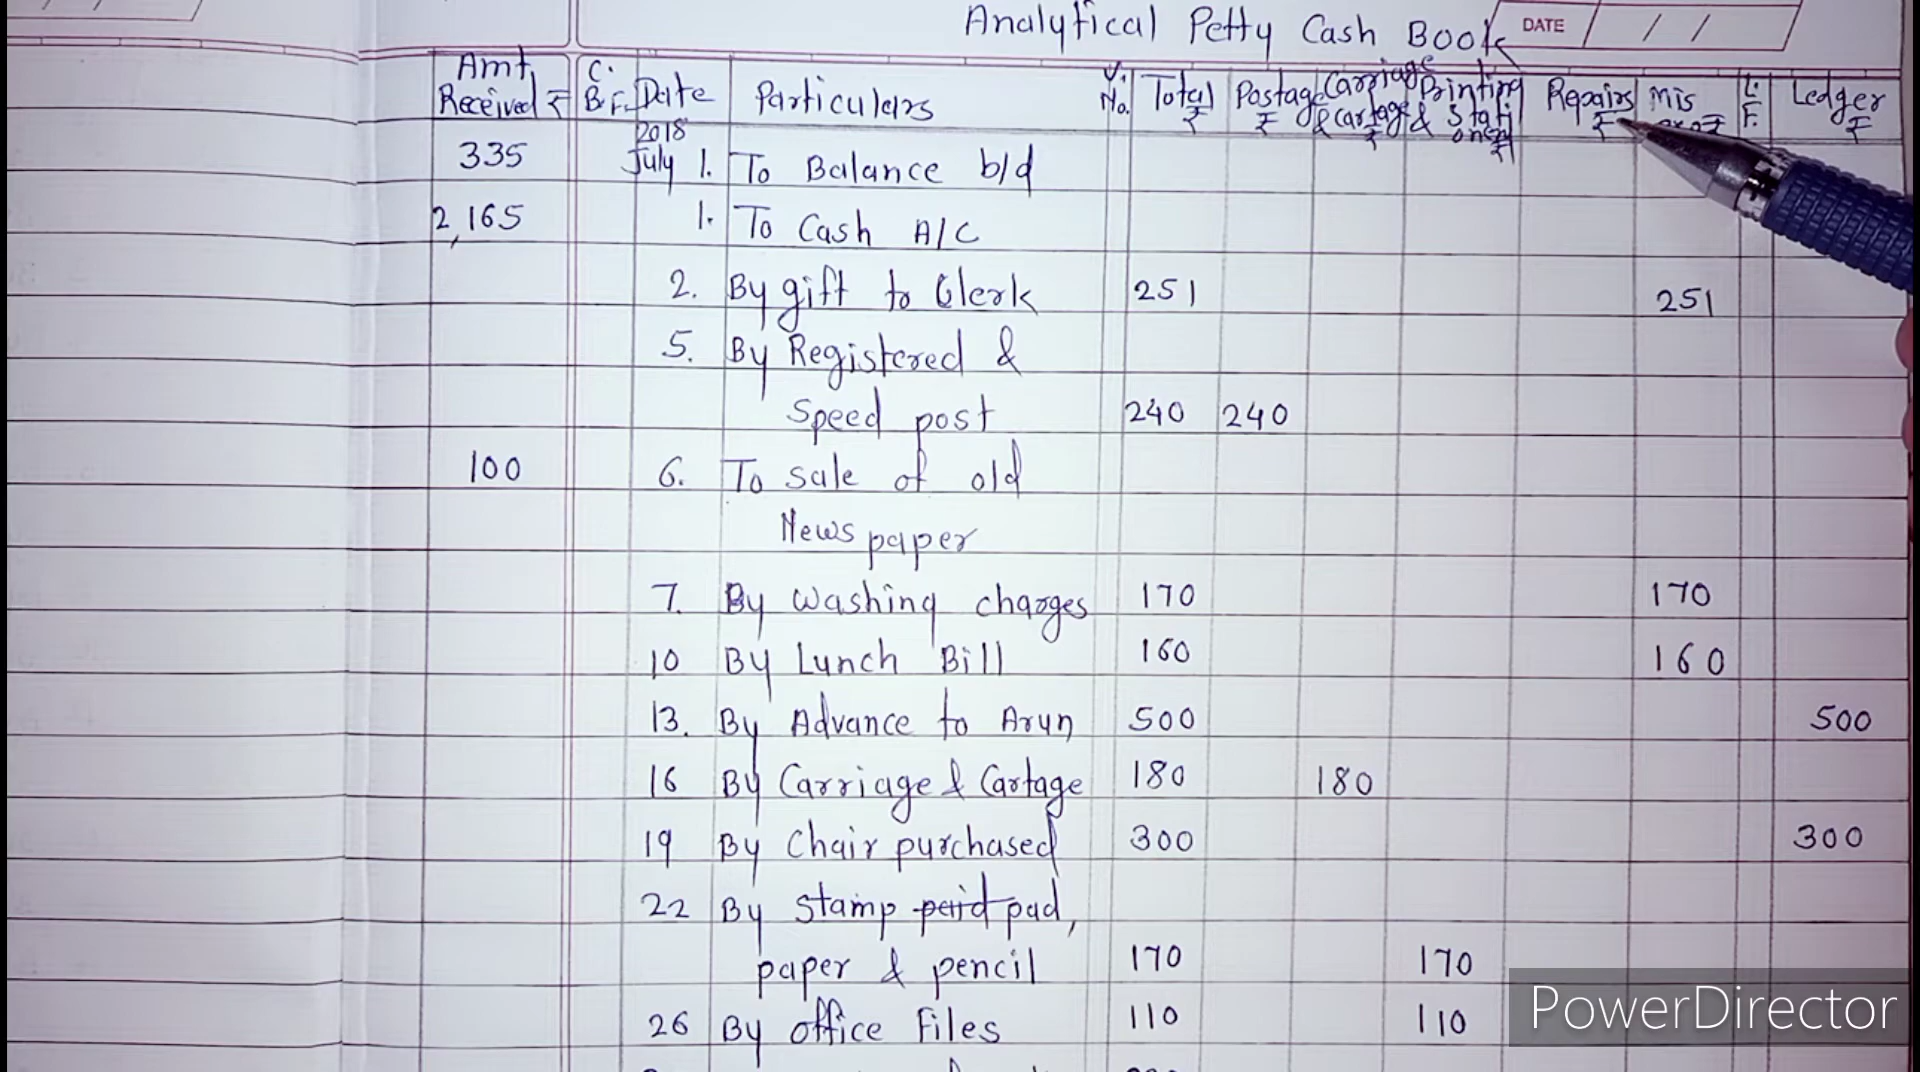 Analytical Petty Cash Book
DATE / /
Amt Received ₹ C.B.F. Date Particulars V.No. Total ₹ Postage ₹ Carriage & Cartage ₹ Printing & Stationery ₹ Repairs ₹ Mis L.F. Ledger ₹
2018
335 July 1. To Balance b/d
2,165 1. To Cash A/C
2. By gift to Clerk 251 251
5. By Registered &
Speed post 240 240
100 6. To sale of old
News paper
7. By Washing charges 170 170
10 By Lunch Bill 160 160
13. By Advance to Arun 500 500
16 By Carriage & Cartage 180 180
19 By Chair purchased 300 300
22 By Stamp paid pad,
paper & pencil 170 170
26 By office Files 110 110
PowerDirector